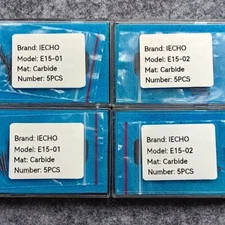 Brand: IECHO
Model: E15-01
Mat: Carbide
Number: 5PCS
Brand: IECHO
Model: E15-02
Mat: Carbide
Number: 5PCS
Brand: IECHO
Model: E15-01
Mat: Carbide
Number: 5PCS
Brand: IECHO
Model: E15-02
Mat: Carbide
Number: 5PCS